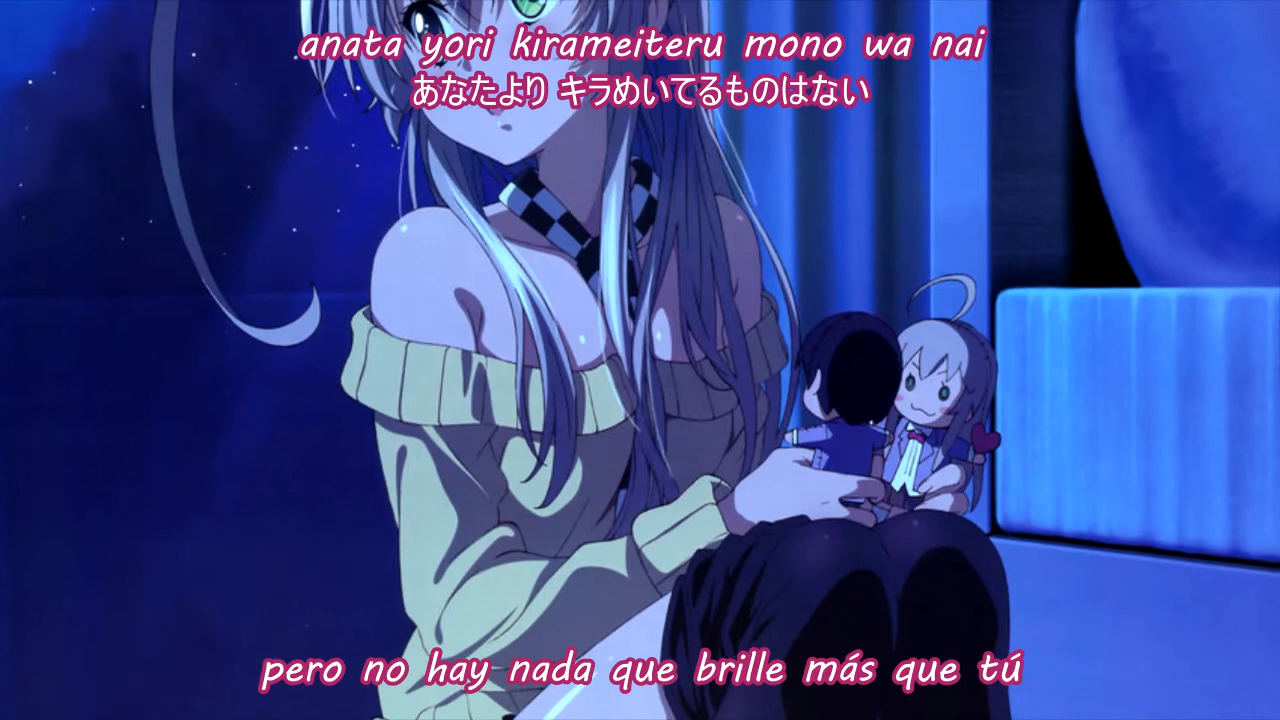 anata yori kirameiteru mono wa nai
あなたより キラめいてるものはない
pero no hay nada que brille más que tú